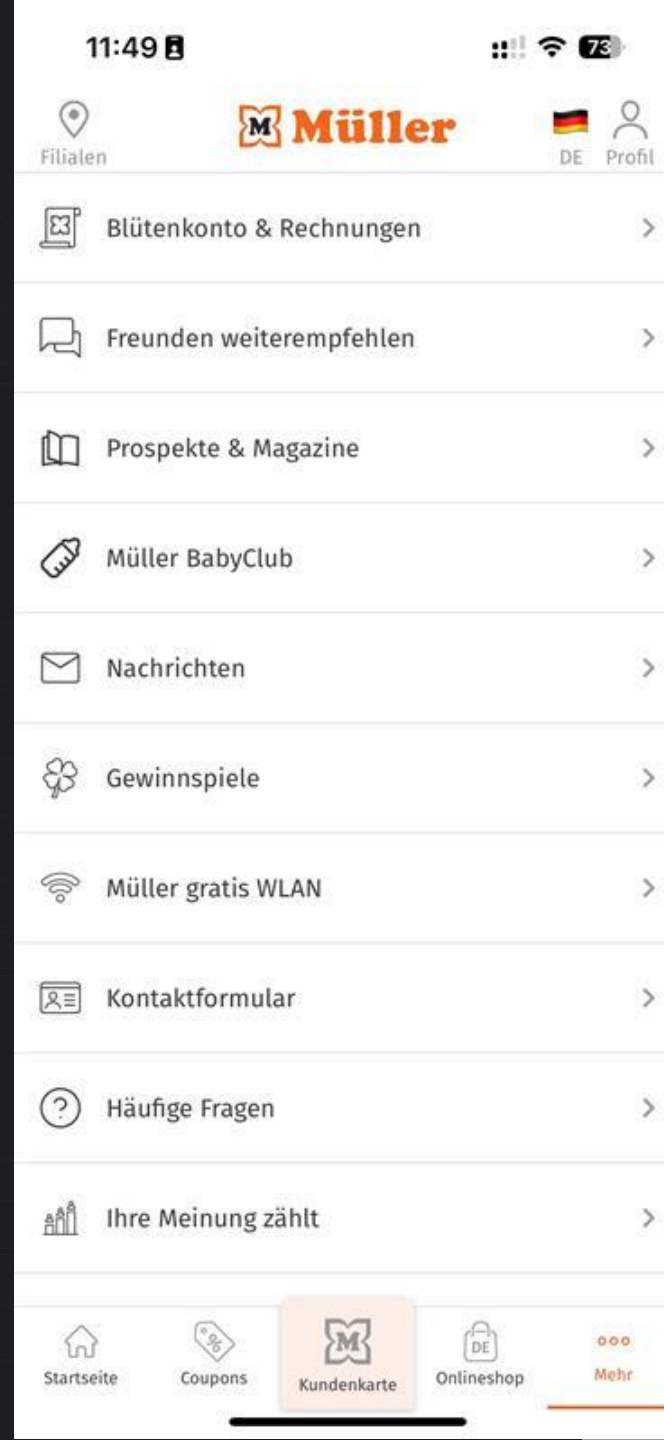 11:49
73
M Müller
DE
Filialen
Profil
Blütenkonto & Rechnungen
Freunden weiterempfehlen
Prospekte & Magazine
Müller BabyClub
Nachrichten
Gewinnspiele
Müller gratis WLAN
Kontaktformular
? Häufige Fragen
Ihre Meinung zählt
% M DE
Startseite
Coupons
Kundenkarte
Onlineshop
Mehr